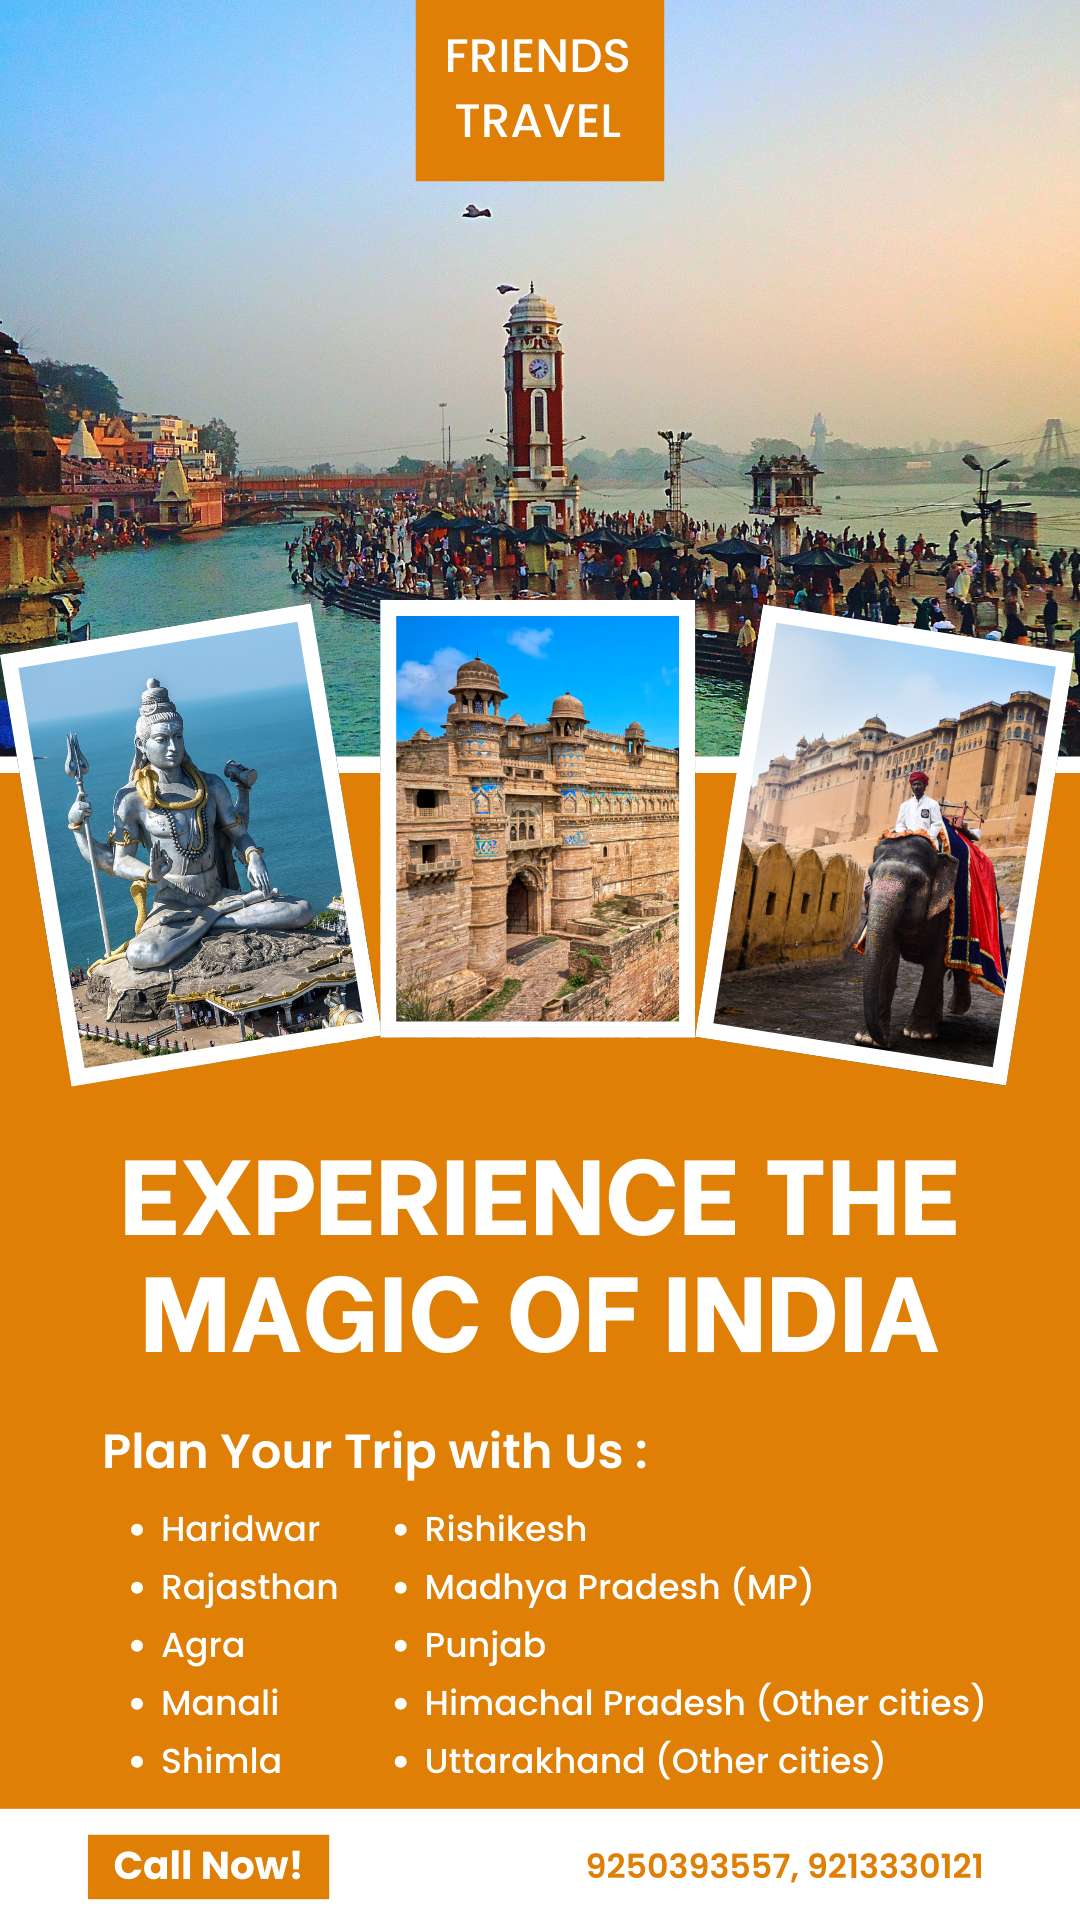 FRIENDS
TRAVEL
EXPERIENCE THE
MAGIC OF INDIA
Plan Your Trip with Us :
• Haridwar
• Rajasthan
• Agra
• Manali
• Shimla
• Rishikesh
• Madhya Pradesh (MP)
• Punjab
• Himachal Pradesh (Other cities)
• Uttarakhand (Other cities)
Call Now!
9250393557, 9213330121